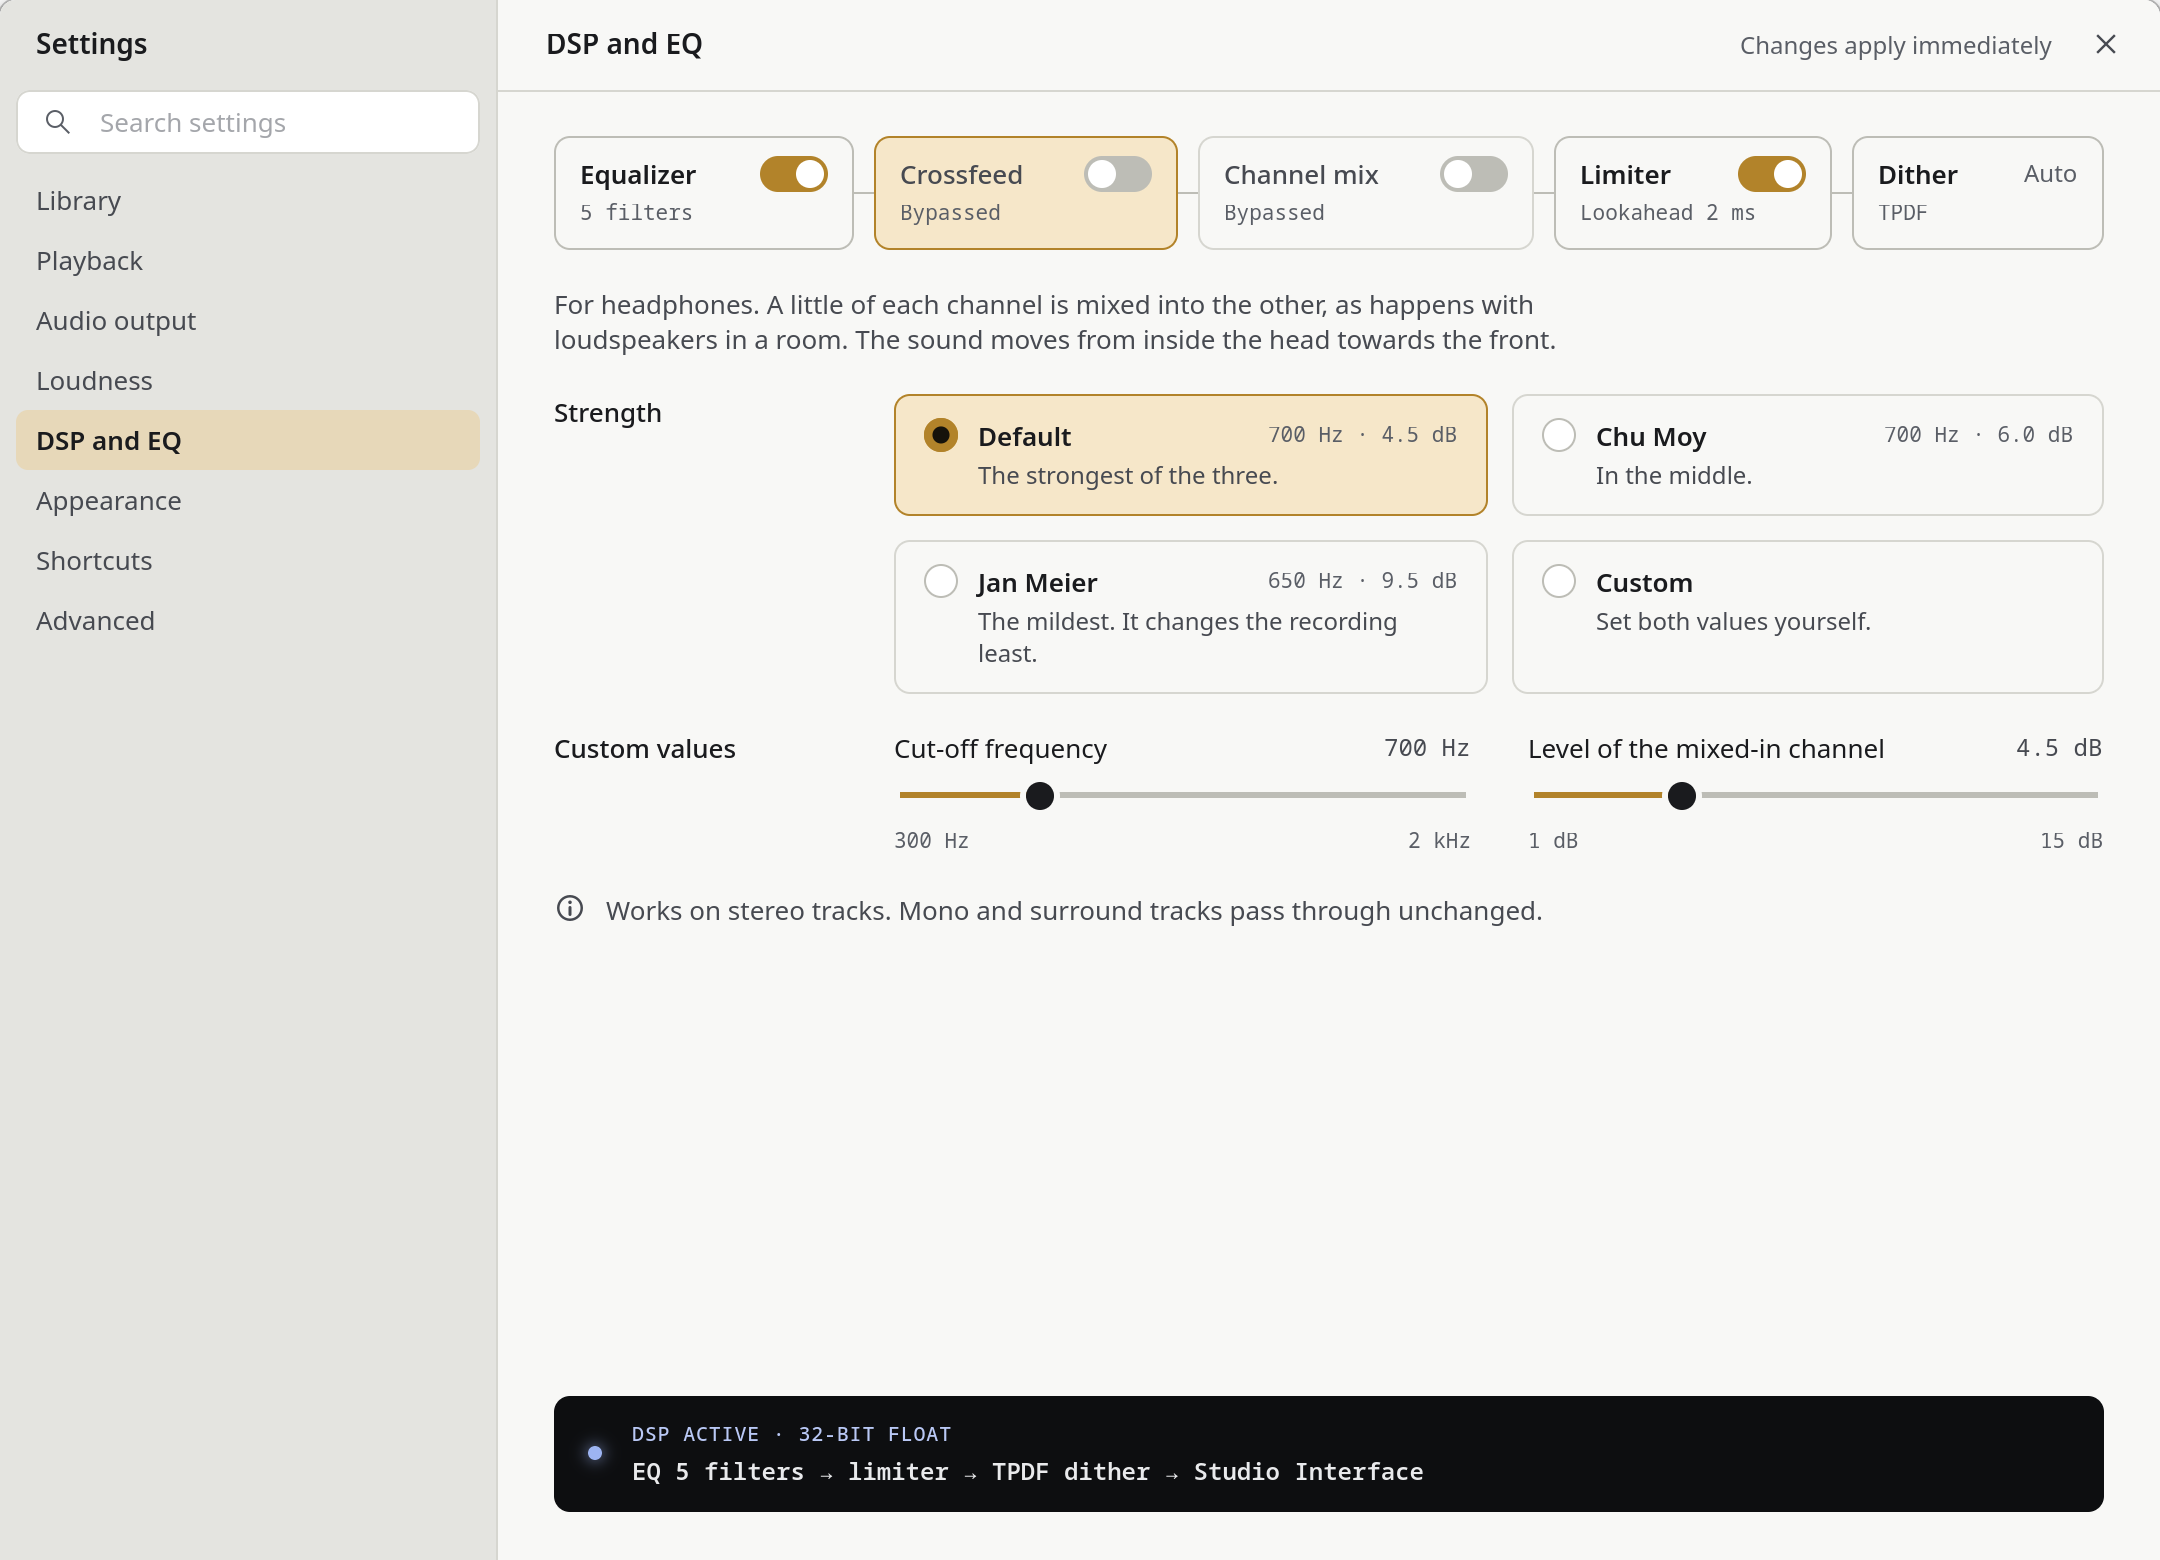 Settings
Search settings
Library
Playback
Audio output
Loudness
DSP and EQ
Appearance
Shortcuts
Advanced
DSP and EQ
Changes apply immediately
Equalizer
5 filters
Crossfeed
Bypassed
Channel mix
Bypassed
Limiter
Lookahead 2 ms
Dither
Auto
TPDF
For headphones. A little of each channel is mixed into the other, as happens with
loudspeakers in a room. The sound moves from inside the head towards the front.
Strength
Default
700 Hz · 4.5 dB
The strongest of the three.
Chu Moy
700 Hz · 6.0 dB
In the middle.
Jan Meier
650 Hz · 9.5 dB
The mildest. It changes the recording
least.
Custom
Set both values yourself.
Custom values
Cut-off frequency
700 Hz
300 Hz
2 kHz
Level of the mixed-in channel
4.5 dB
1 dB
15 dB
Works on stereo tracks. Mono and surround tracks pass through unchanged.
DSP ACTIVE · 32-BIT FLOAT
EQ 5 filters → limiter → TPDF dither → Studio Interface